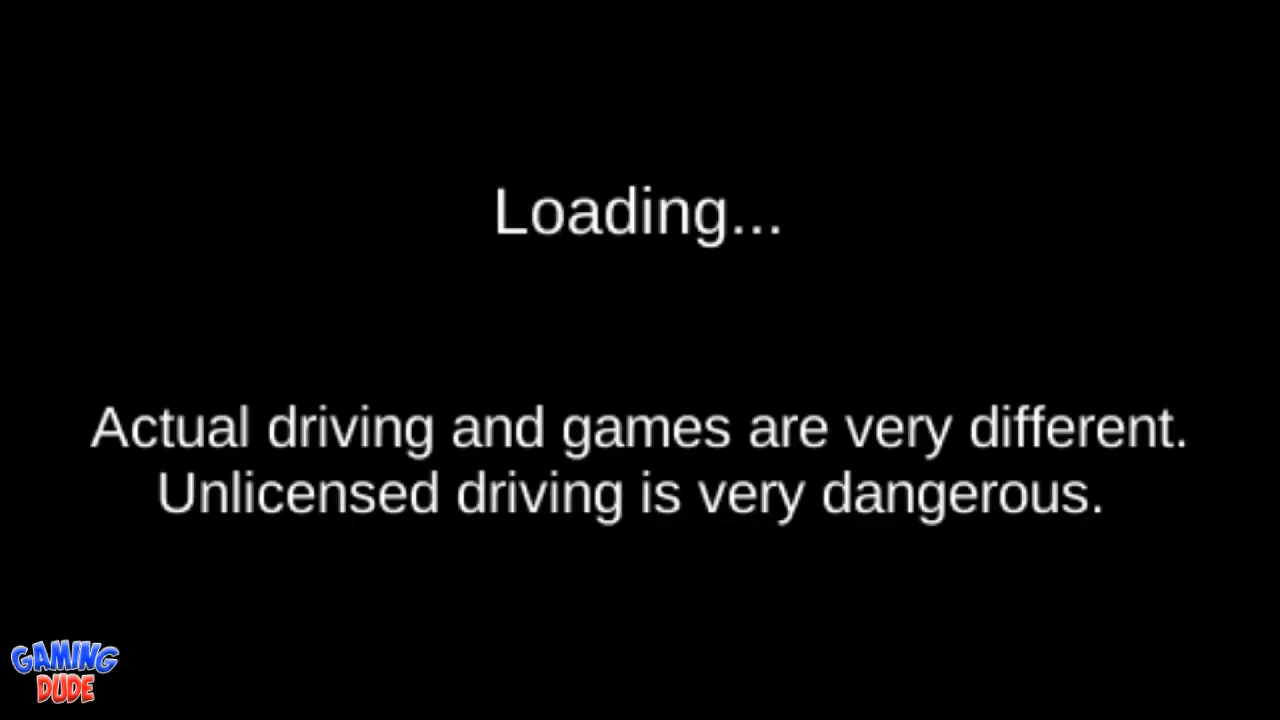 Loading...
Actual driving and games are very different.
Unlicensed driving is very dangerous.
GAMING
DUDE